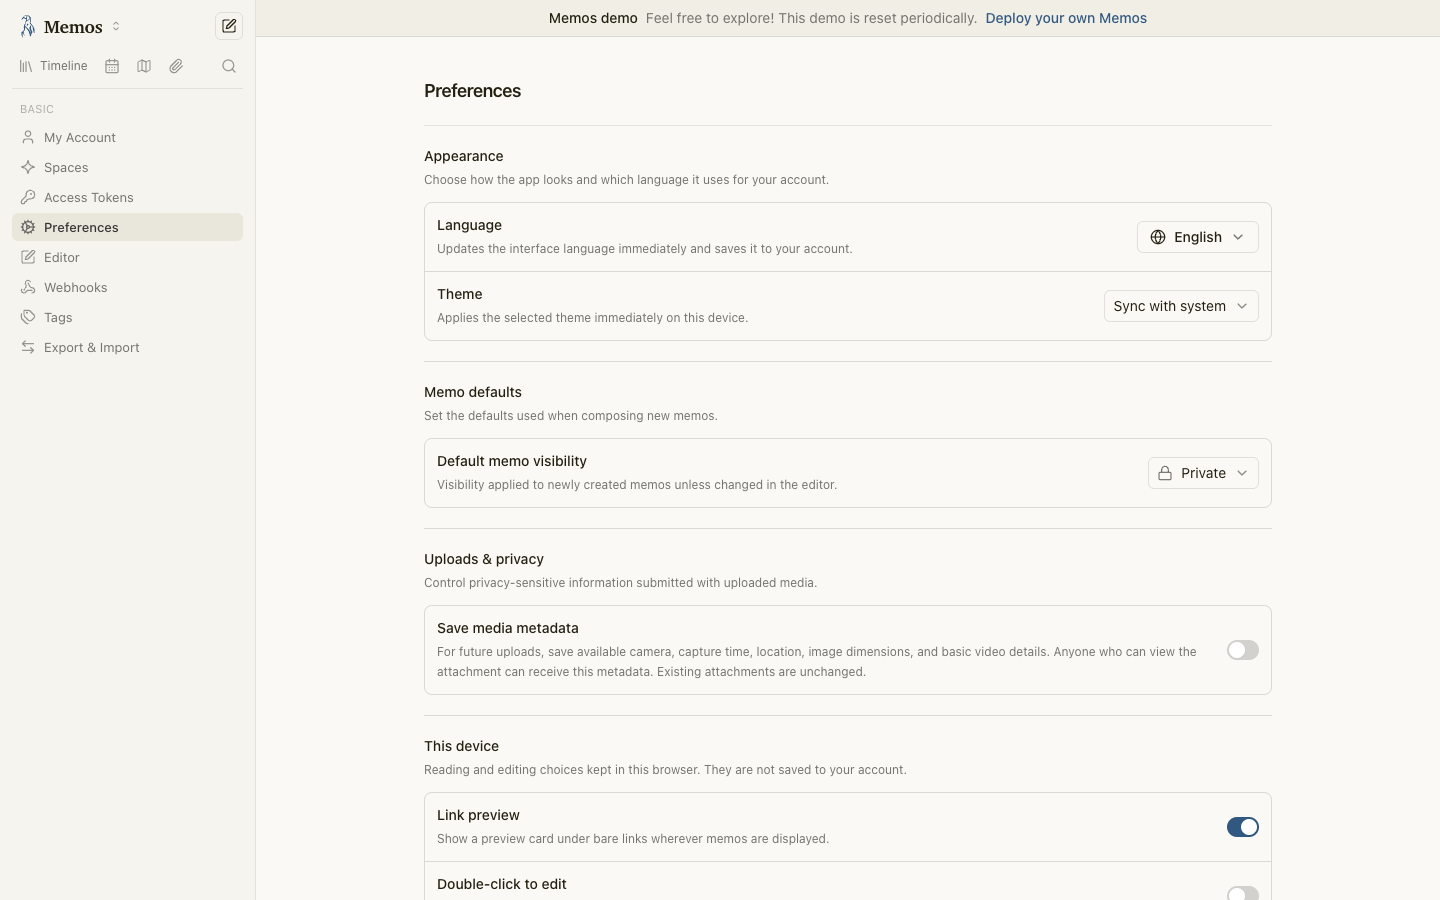 Memos
Timeline
BASIC
My Account
Spaces
Access Tokens
Preferences
Editor
Webhooks
Tags
Export & Import
Memos demo Feel free to explore! This demo is reset periodically. Deploy your own Memos
Preferences
Appearance
Choose how the app looks and which language it uses for your account.
Language
Updates the interface language immediately and saves it to your account.
English
Theme
Applies the selected theme immediately on this device.
Sync with system
Memo defaults
Set the defaults used when composing new memos.
Default memo visibility
Visibility applied to newly created memos unless changed in the editor.
Private
Uploads & privacy
Control privacy-sensitive information submitted with uploaded media.
Save media metadata
For future uploads, save available camera, capture time, location, image dimensions, and basic video details. Anyone who can view the
attachment can receive this metadata. Existing attachments are unchanged.
This device
Reading and editing choices kept in this browser. They are not saved to your account.
Link preview
Show a preview card under bare links wherever memos are displayed.
Double-click to edit